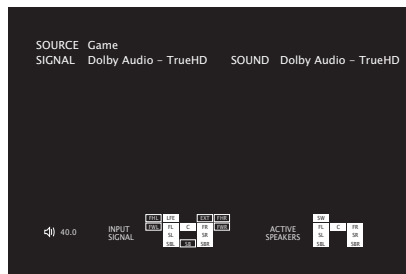 SOURCE Game
SIGNAL Dolby Audio – TrueHD SOUND Dolby Audio – TrueHD
FHL LFE EXT FHR
FWL FL C FR FWR
SL SR
SBL SB SBR
SW
FL C FR
SL SR
SBL SBR
40.0
INPUT
SIGNAL
ACTIVE
SPEAKERS